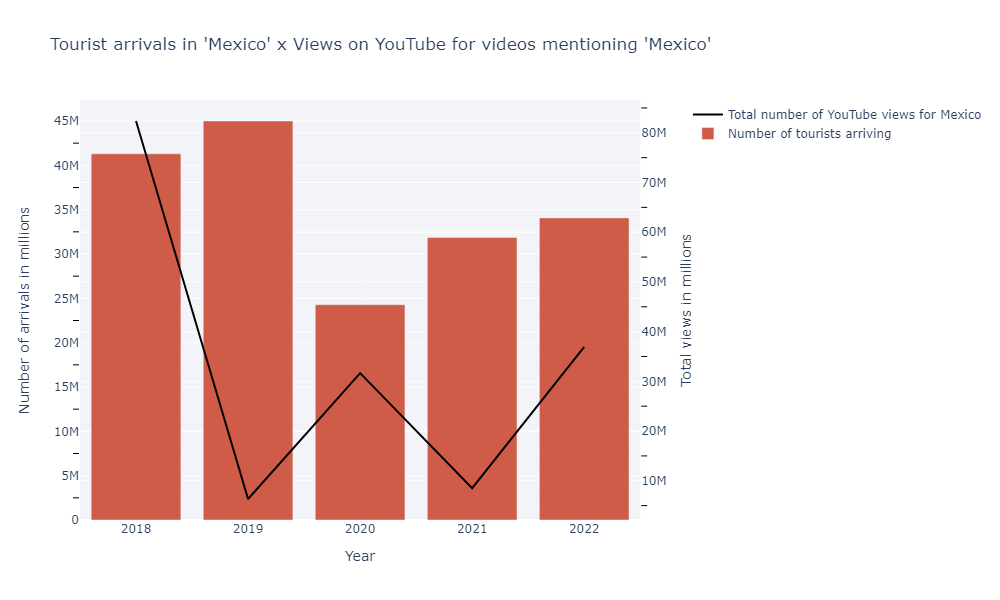 Tourist arrivals in 'Mexico' x Views on YouTube for videos mentioning 'Mexico'
Total number of YouTube views for Mexico
Number of tourists arriving
Number of arrivals in millions
45M
40M
35M
30M
25M
20M
15M
10M
5M
0
80M
70M
60M
50M
40M
30M
20M
10M
Total views in millions
2018
2019
2020
2021
2022
Year